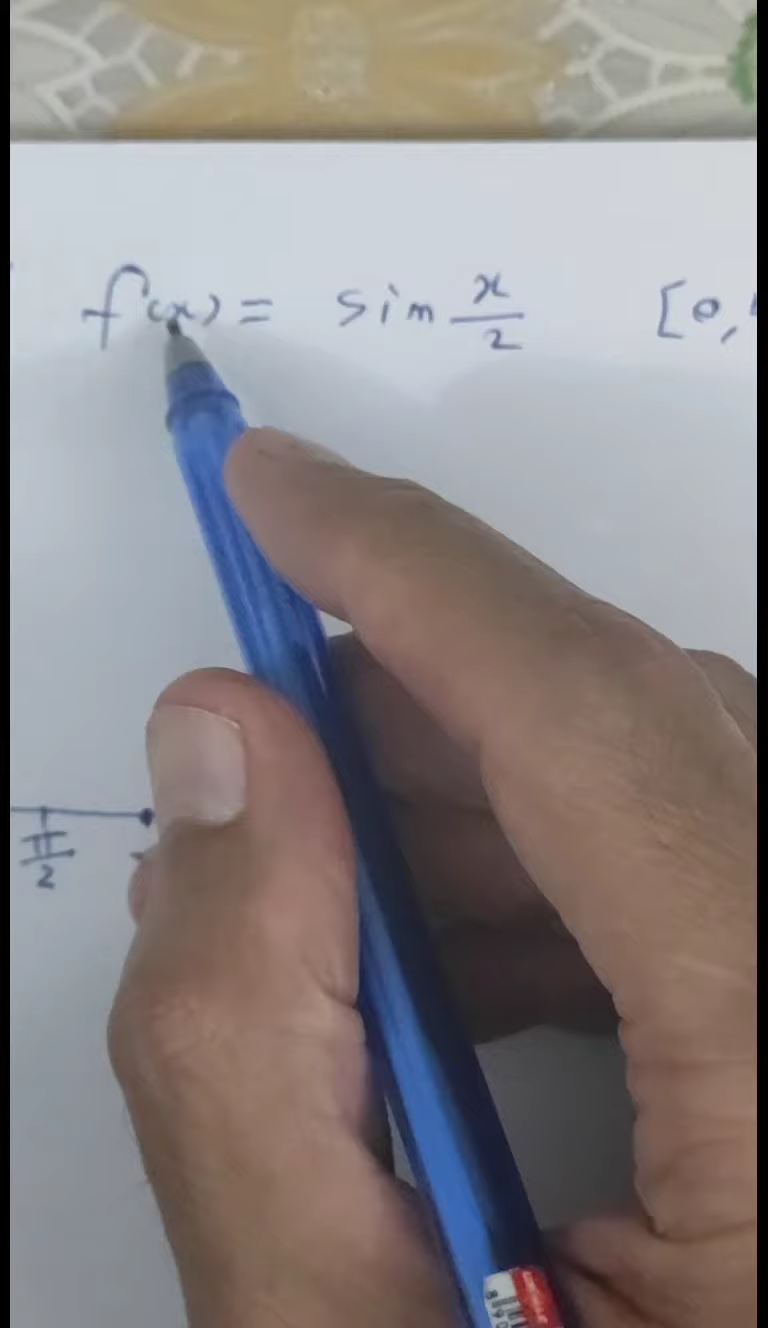 f(x) = sin x/2 [0,
π/2